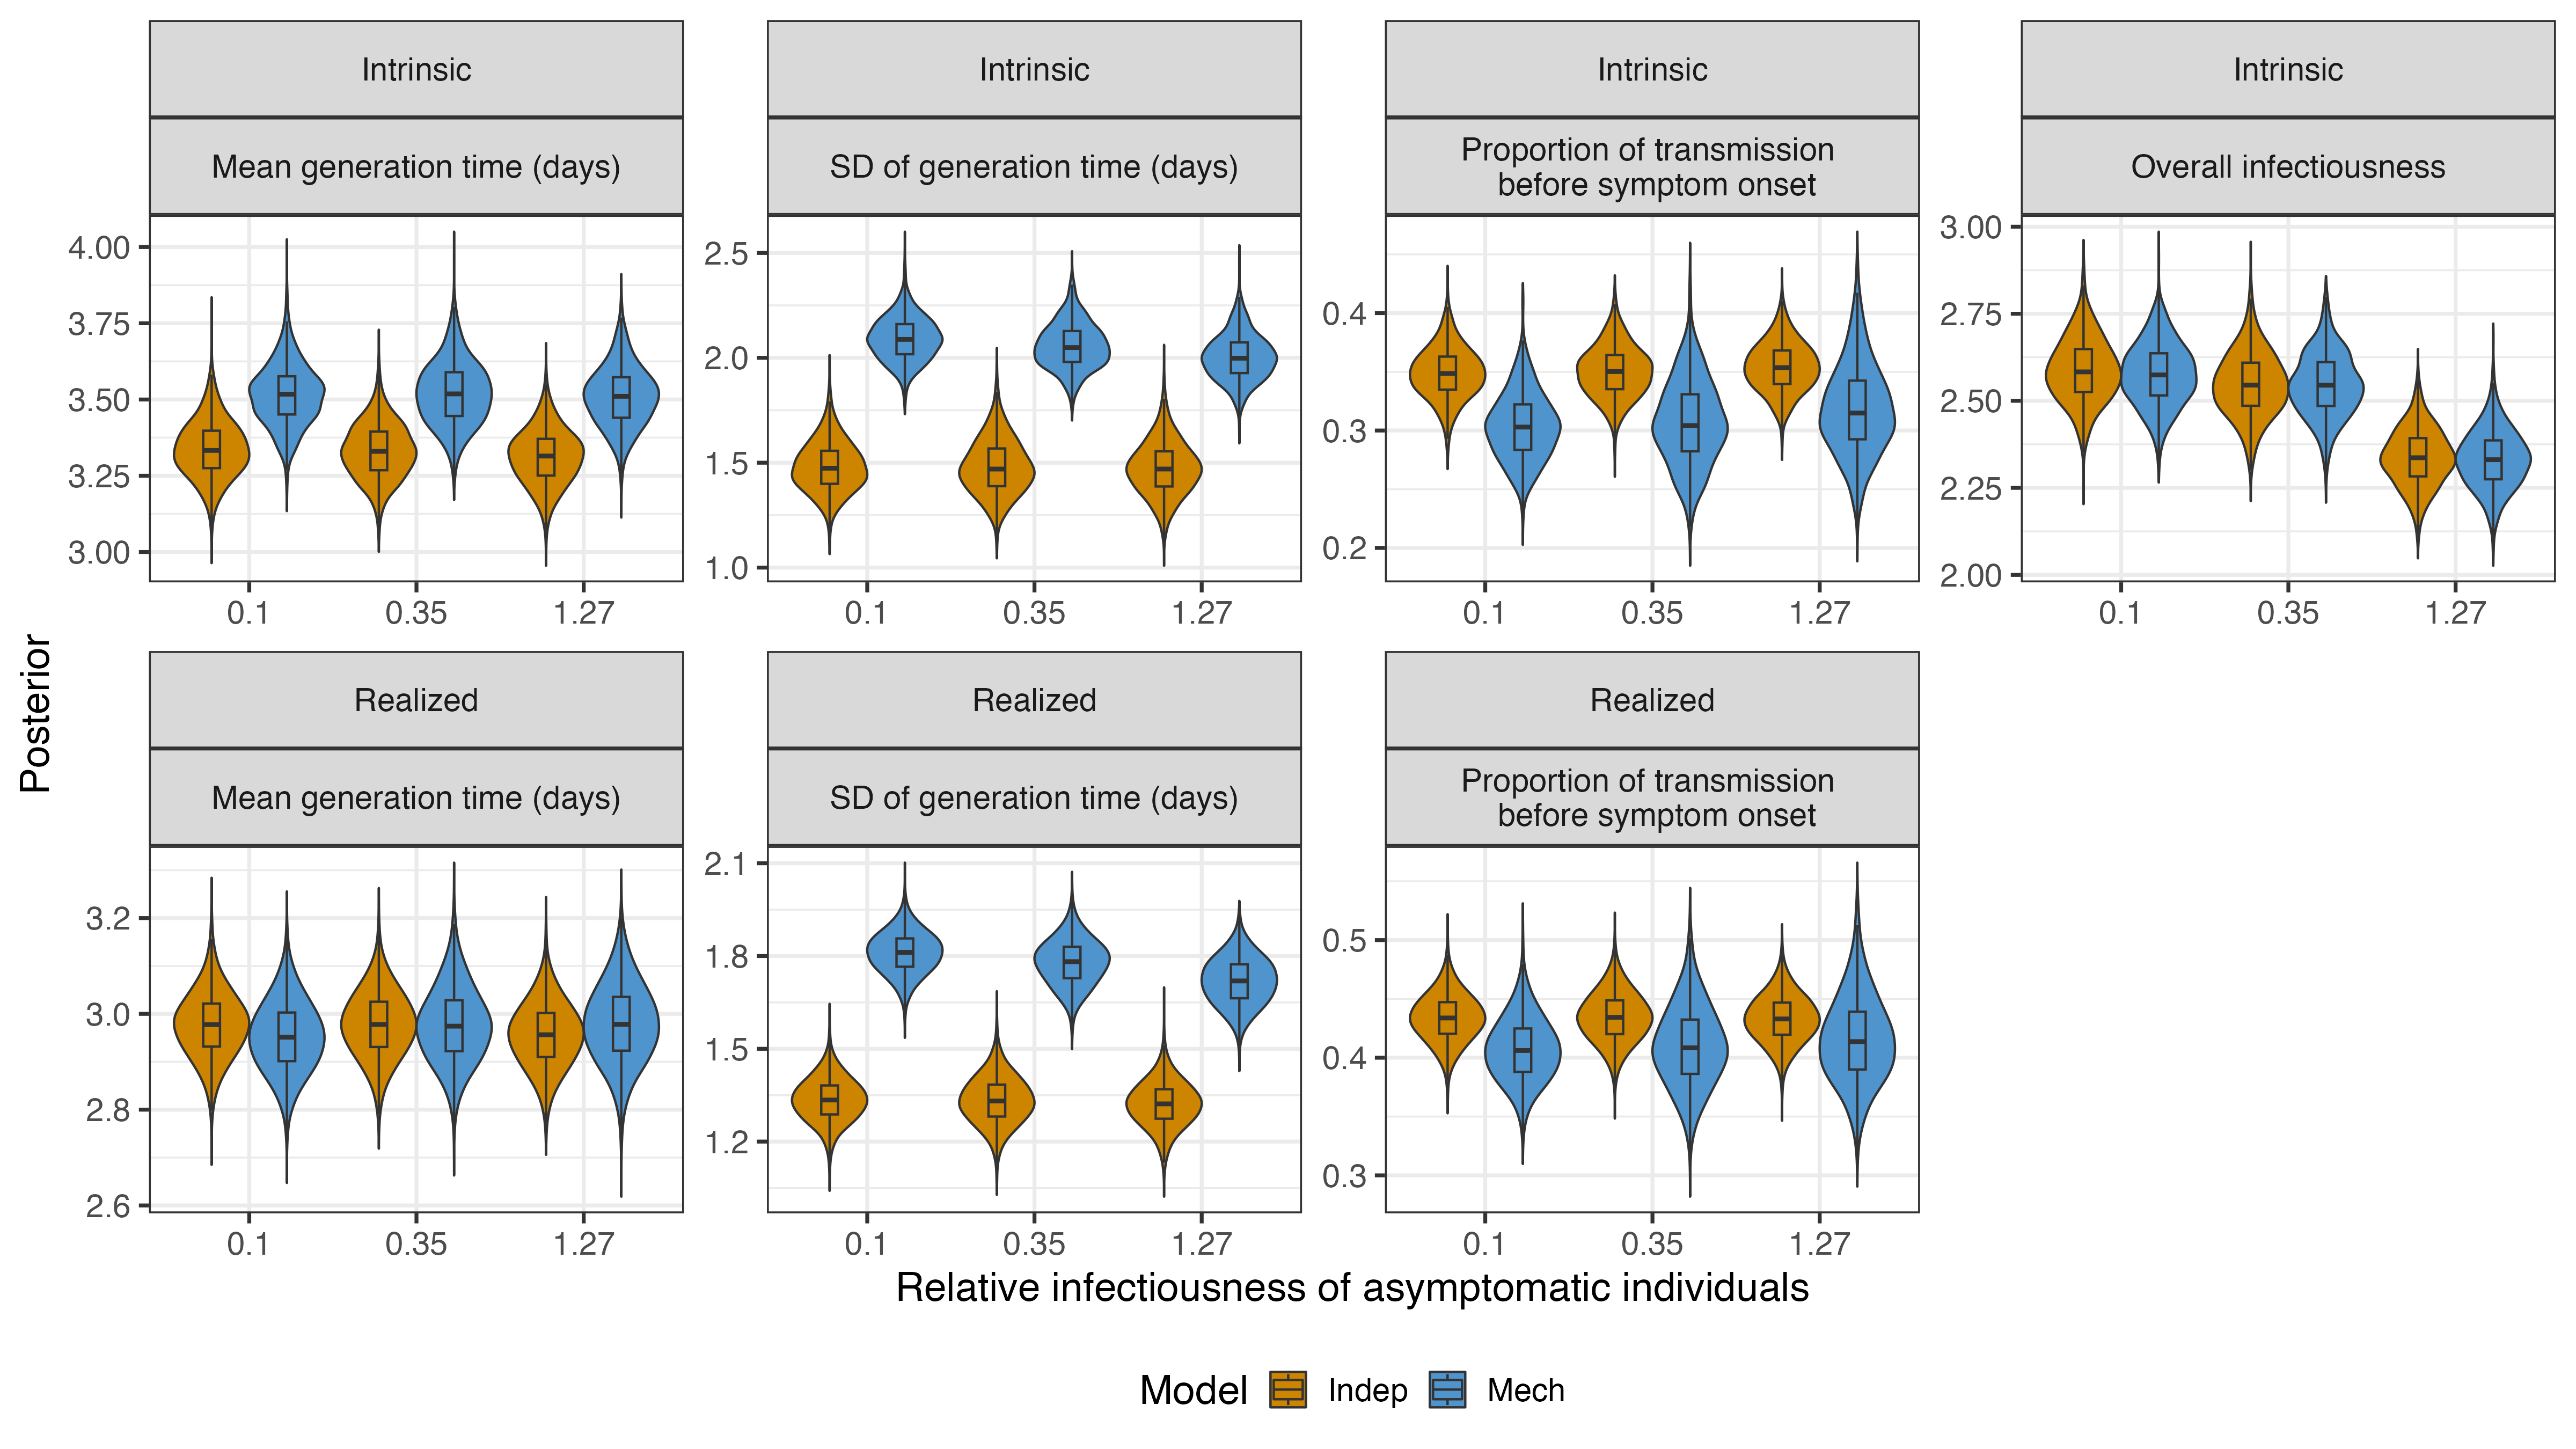 Intrinsic
Intrinsic
Intrinsic
Intrinsic
Mean generation time (days)
SD of generation time (days)
Proportion of transmission
before symptom onset
Overall infectiousness
4.00
3.75
3.50
3.25
3.00
0.1 0.35 1.27
2.5
2.0
1.5
1.0
0.1 0.35 1.27
0.4
0.3
0.2
0.1 0.35 1.27
3.00
2.75
2.50
2.25
2.00
0.1 0.35 1.27
Posterior
Realized
Realized
Realized
Mean generation time (days)
SD of generation time (days)
Proportion of transmission
before symptom onset
3.2
3.0
2.8
2.6
0.1 0.35 1.27
2.1
1.8
1.5
1.2
0.1 0.35 1.27
0.5
0.4
0.3
0.1 0.35 1.27
Relative infectiousness of asymptomatic individuals
Model Indep Mech